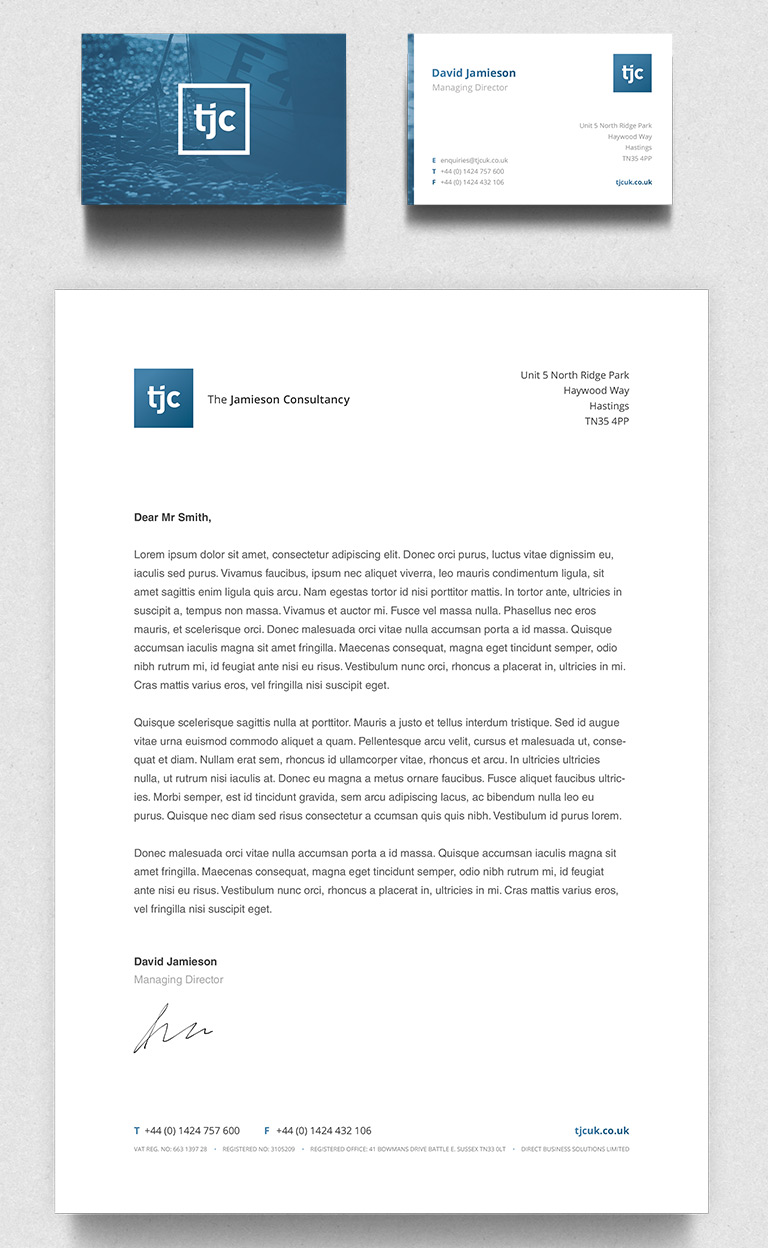 tjc
David Jamieson
Managing Director
tjc
Unit 5 North Ridge Park
Haywood Way
Hastings
TN35 4PP
E enquiries@tjcuk.co.uk
T +44 (0) 1424 757 600
F +44 (0) 1424 432 106
tjcuk.co.uk
tjc
The Jamieson Consultancy
Unit 5 North Ridge Park
Haywood Way
Hastings
TN35 4PP
Dear Mr Smith,
Lorem ipsum dolor sit amet, consectetur adipiscing elit. Donec orci purus, luctus vitae dignissim eu,
iaculis sed purus. Vivamus faucibus, ipsum nec aliquet viverra, leo mauris condimentum ligula, sit
amet sagittis enim ligula quis arcu. Nam egestas tortor id nisi porttitor mattis. In tortor ante, ultricies in
suscipit a, tempus non massa. Vivamus et auctor mi. Fusce vel massa nulla. Phasellus nec eros
mauris, et scelerisque orci. Donec malesuada orci vitae nulla accumsan porta a id massa. Quisque
accumsan iaculis magna sit amet fringilla. Maecenas consequat, magna eget tincidunt semper, odio
nibh rutrum mi, id feugiat ante nisi eu risus. Vestibulum nunc orci, rhoncus a placerat in, ultricies in mi.
Cras mattis varius eros, vel fringilla nisi suscipit eget.
Quisque scelerisque sagittis nulla at porttitor. Mauris a justo et tellus interdum tristique. Sed id augue
vitae urna euismod commodo aliquet a quam. Pellentesque arcu velit, cursus et malesuada ut, conse-
quat et diam. Nullam erat sem, rhoncus id ullamcorper vitae, rhoncus et arcu. In ultricies ultricies
nulla, ut rutrum nisi iaculis at. Donec eu magna a metus ornare faucibus. Fusce aliquet faucibus ultric-
ies. Morbi semper, est id tincidunt gravida, sem arcu adipiscing lacus, ac bibendum nulla leo eu
purus. Quisque nec diam sed risus consectetur a ccumsan quis quis nibh. Vestibulum id purus lorem.
Donec malesuada orci vitae nulla accumsan porta a id massa. Quisque accumsan iaculis magna sit
amet fringilla. Maecenas consequat, magna eget tincidunt semper, odio nibh rutrum mi, id feugiat
ante nisi eu risus. Vestibulum nunc orci, rhoncus a placerat in, ultricies in mi. Cras mattis varius eros,
vel fringilla nisi suscipit eget.
David Jamieson
Managing Director
T +44 (0) 1424 757 600 F +44 (0) 1424 432 106 tjcuk.co.uk
VAT REG. NO: 663 1397 28 • REGISTERED NO: 3105209 • REGISTERED OFFICE: 41 BOWMANS DRIVE BATTLE E. SUSSEX TN33 0LT • DIRECT BUSINESS SOLUTIONS LIMITED